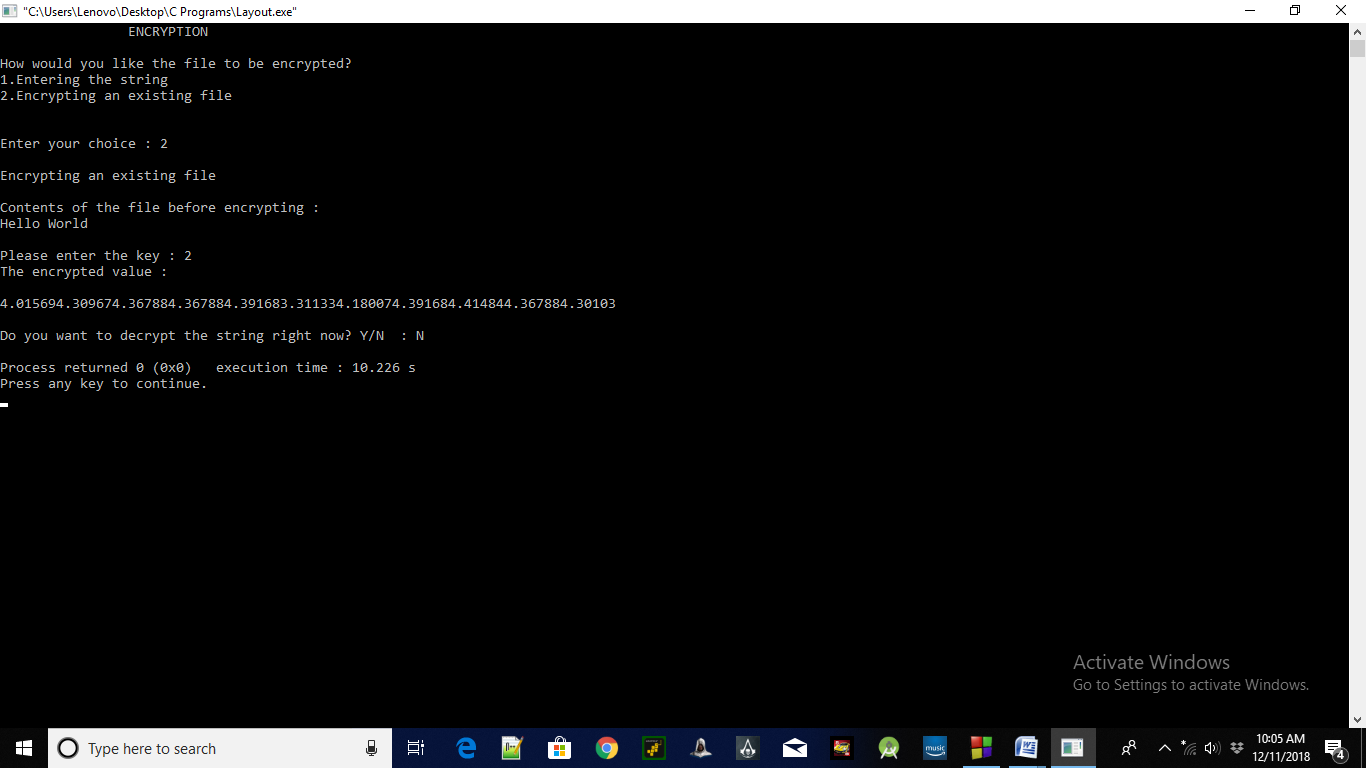 "C:\Users\Lenovo\Desktop\C Programs\Layout.exe"
ENCRYPTION
How would you like the file to be encrypted?
1.Entering the string
2.Encrypting an existing file
Enter your choice : 2
Encrypting an existing file
Contents of the file before encrypting :
Hello World
Please enter the key : 2
The encrypted value :
4.015694.309674.367884.367884.391683.311334.180074.391684.414844.367884.30103
Do you want to decrypt the string right now? Y/N  : N
Process returned 0 (0x0)   execution time : 10.226 s
Press any key to continue.
Activate Windows
Go to Settings to activate Windows.
Type here to search
music
10:05 AM
12/11/2018
4